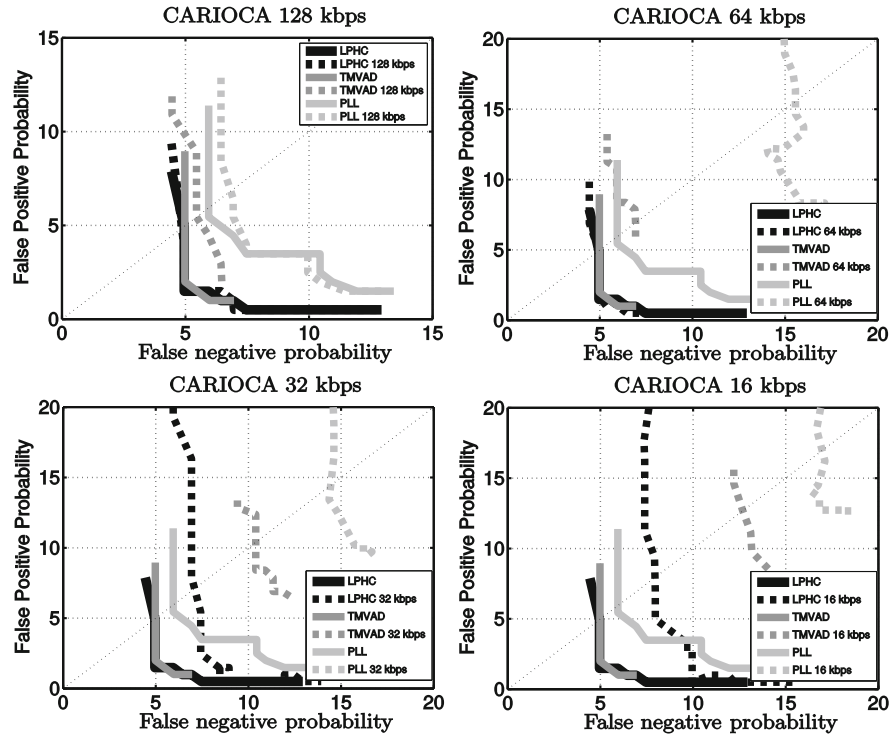 CARIOCA 128 kbps
15
10
5
0
False Positive Probability
LPHC
LPHC 128 kbps
TMVAD
TMVAD 128 kbps
PLL
PLL 128 kbps
0
5
10
15
False negative probability
CARIOCA 64 kbps
20
15
10
5
0
False Positive Probability
LPHC
LPHC 64 kbps
TMVAD
TMVAD 64 kbps
PLL
PLL 64 kbps
0
5
10
15
20
False negative probability
CARIOCA 32 kbps
20
15
10
5
0
False Positive Probability
LPHC
LPHC 32 kbps
TMVAD
TMVAD 32 kbps
PLL
PLL 32 kbps
0
5
10
15
20
False negative probability
CARIOCA 16 kbps
20
15
10
5
0
False Positive Probability
LPHC
LPHC 16 kbps
TMVAD
TMVAD 16 kbps
PLL
PLL 16 kbps
0
5
10
15
20
False negative probability